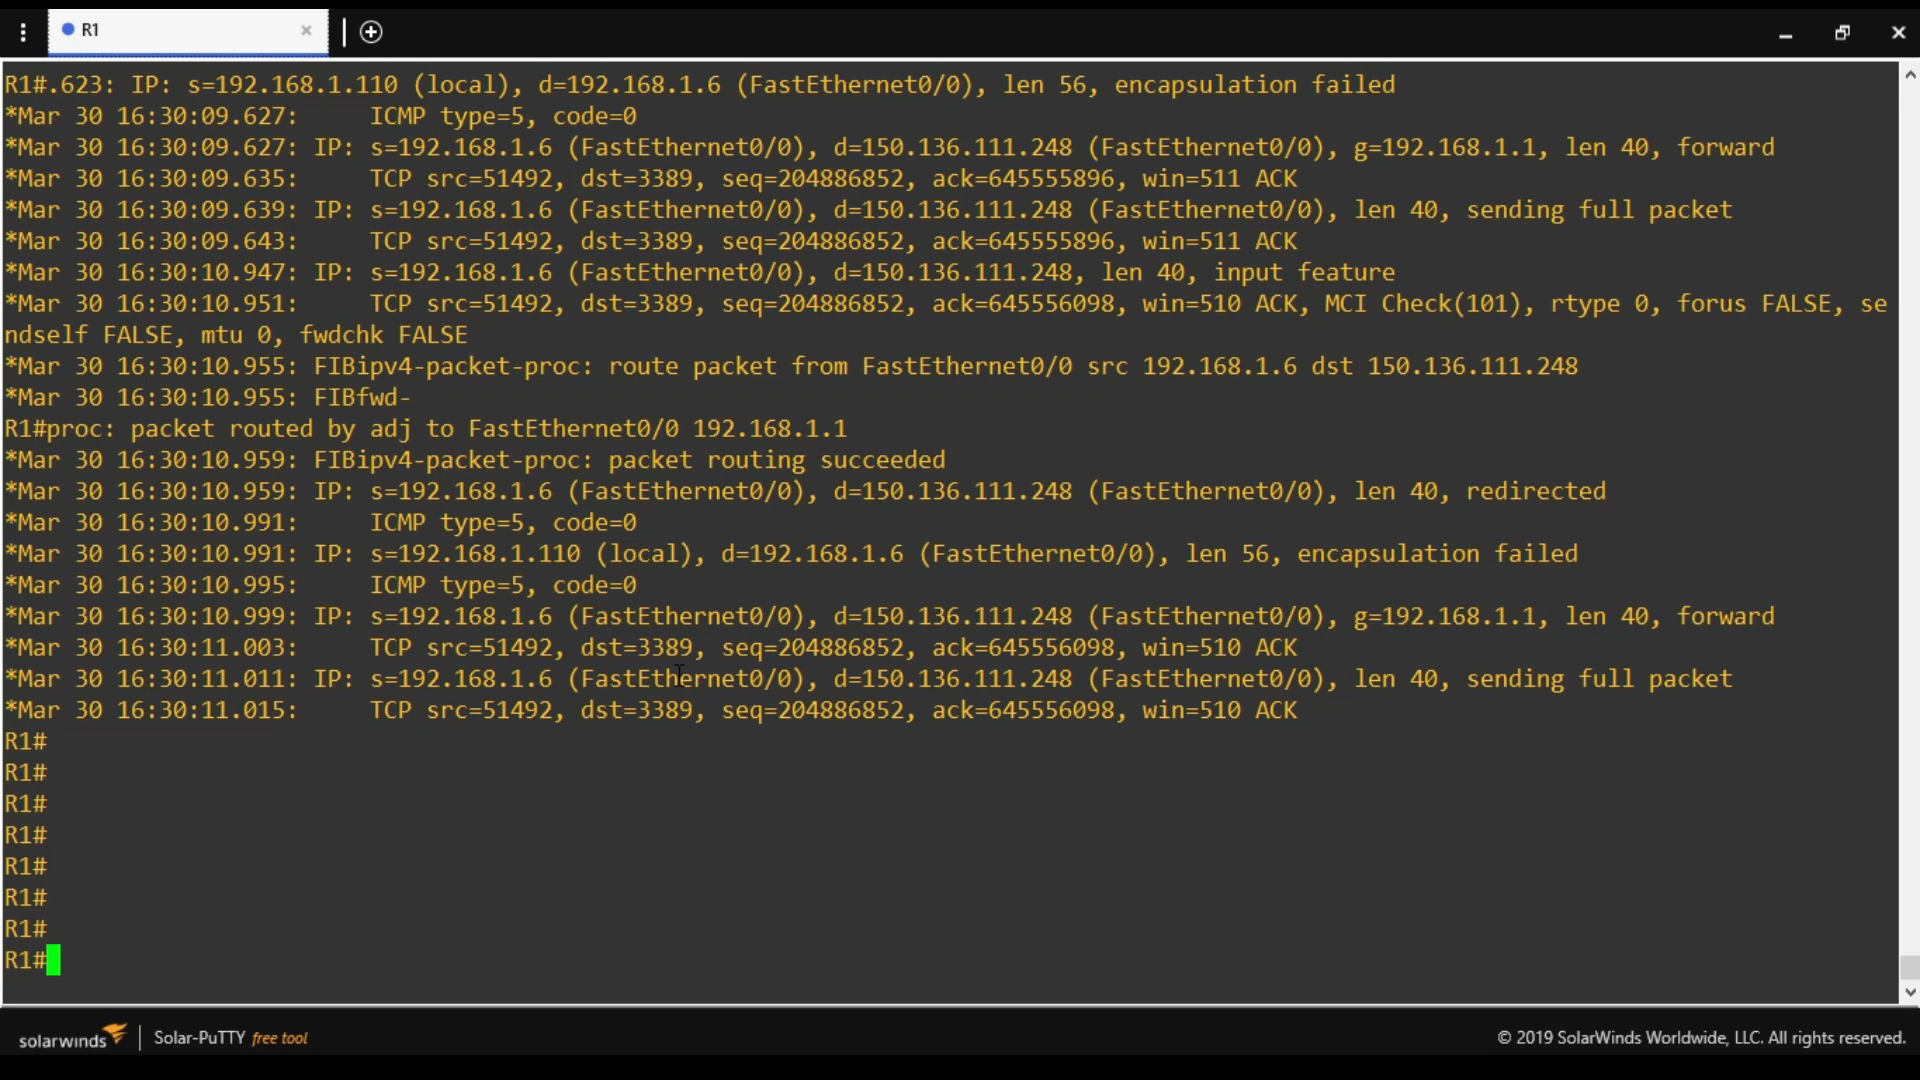 R1
R1#.623: IP: s=192.168.1.110 (local), d=192.168.1.6 (FastEthernet0/0), len 56, encapsulation failed
*Mar 30 16:30:09.627:     ICMP type=5, code=0
*Mar 30 16:30:09.627: IP: s=192.168.1.6 (FastEthernet0/0), d=150.136.111.248 (FastEthernet0/0), g=192.168.1.1, len 40, forward
*Mar 30 16:30:09.635:     TCP src=51492, dst=3389, seq=204886852, ack=645555896, win=511 ACK
*Mar 30 16:30:09.639: IP: s=192.168.1.6 (FastEthernet0/0), d=150.136.111.248 (FastEthernet0/0), len 40, sending full packet
*Mar 30 16:30:09.643:     TCP src=51492, dst=3389, seq=204886852, ack=645555896, win=511 ACK
*Mar 30 16:30:10.947: IP: s=192.168.1.6 (FastEthernet0/0), d=150.136.111.248, len 40, input feature
*Mar 30 16:30:10.951:     TCP src=51492, dst=3389, seq=204886852, ack=645556098, win=510 ACK, MCI Check(101), rtype 0, forus FALSE, se
ndself FALSE, mtu 0, fwdchk FALSE
*Mar 30 16:30:10.955: FIBipv4-packet-proc: route packet from FastEthernet0/0 src 192.168.1.6 dst 150.136.111.248
*Mar 30 16:30:10.955: FIBfwd-
R1#proc: packet routed by adj to FastEthernet0/0 192.168.1.1
*Mar 30 16:30:10.959: FIBipv4-packet-proc: packet routing succeeded
*Mar 30 16:30:10.959: IP: s=192.168.1.6 (FastEthernet0/0), d=150.136.111.248 (FastEthernet0/0), len 40, redirected
*Mar 30 16:30:10.991:     ICMP type=5, code=0
*Mar 30 16:30:10.991: IP: s=192.168.1.110 (local), d=192.168.1.6 (FastEthernet0/0), len 56, encapsulation failed
*Mar 30 16:30:10.995:     ICMP type=5, code=0
*Mar 30 16:30:10.999: IP: s=192.168.1.6 (FastEthernet0/0), d=150.136.111.248 (FastEthernet0/0), g=192.168.1.1, len 40, forward
*Mar 30 16:30:11.003:     TCP src=51492, dst=3389, seq=204886852, ack=645556098, win=510 ACK
*Mar 30 16:30:11.011: IP: s=192.168.1.6 (FastEthernet0/0), d=150.136.111.248 (FastEthernet0/0), len 40, sending full packet
*Mar 30 16:30:11.015:     TCP src=51492, dst=3389, seq=204886852, ack=645556098, win=510 ACK
R1#
R1#
R1#
R1#
R1#
R1#
R1#
R1#
solarwinds Solar-PuTTY free tool © 2019 SolarWinds Worldwide, LLC. All rights reserved.